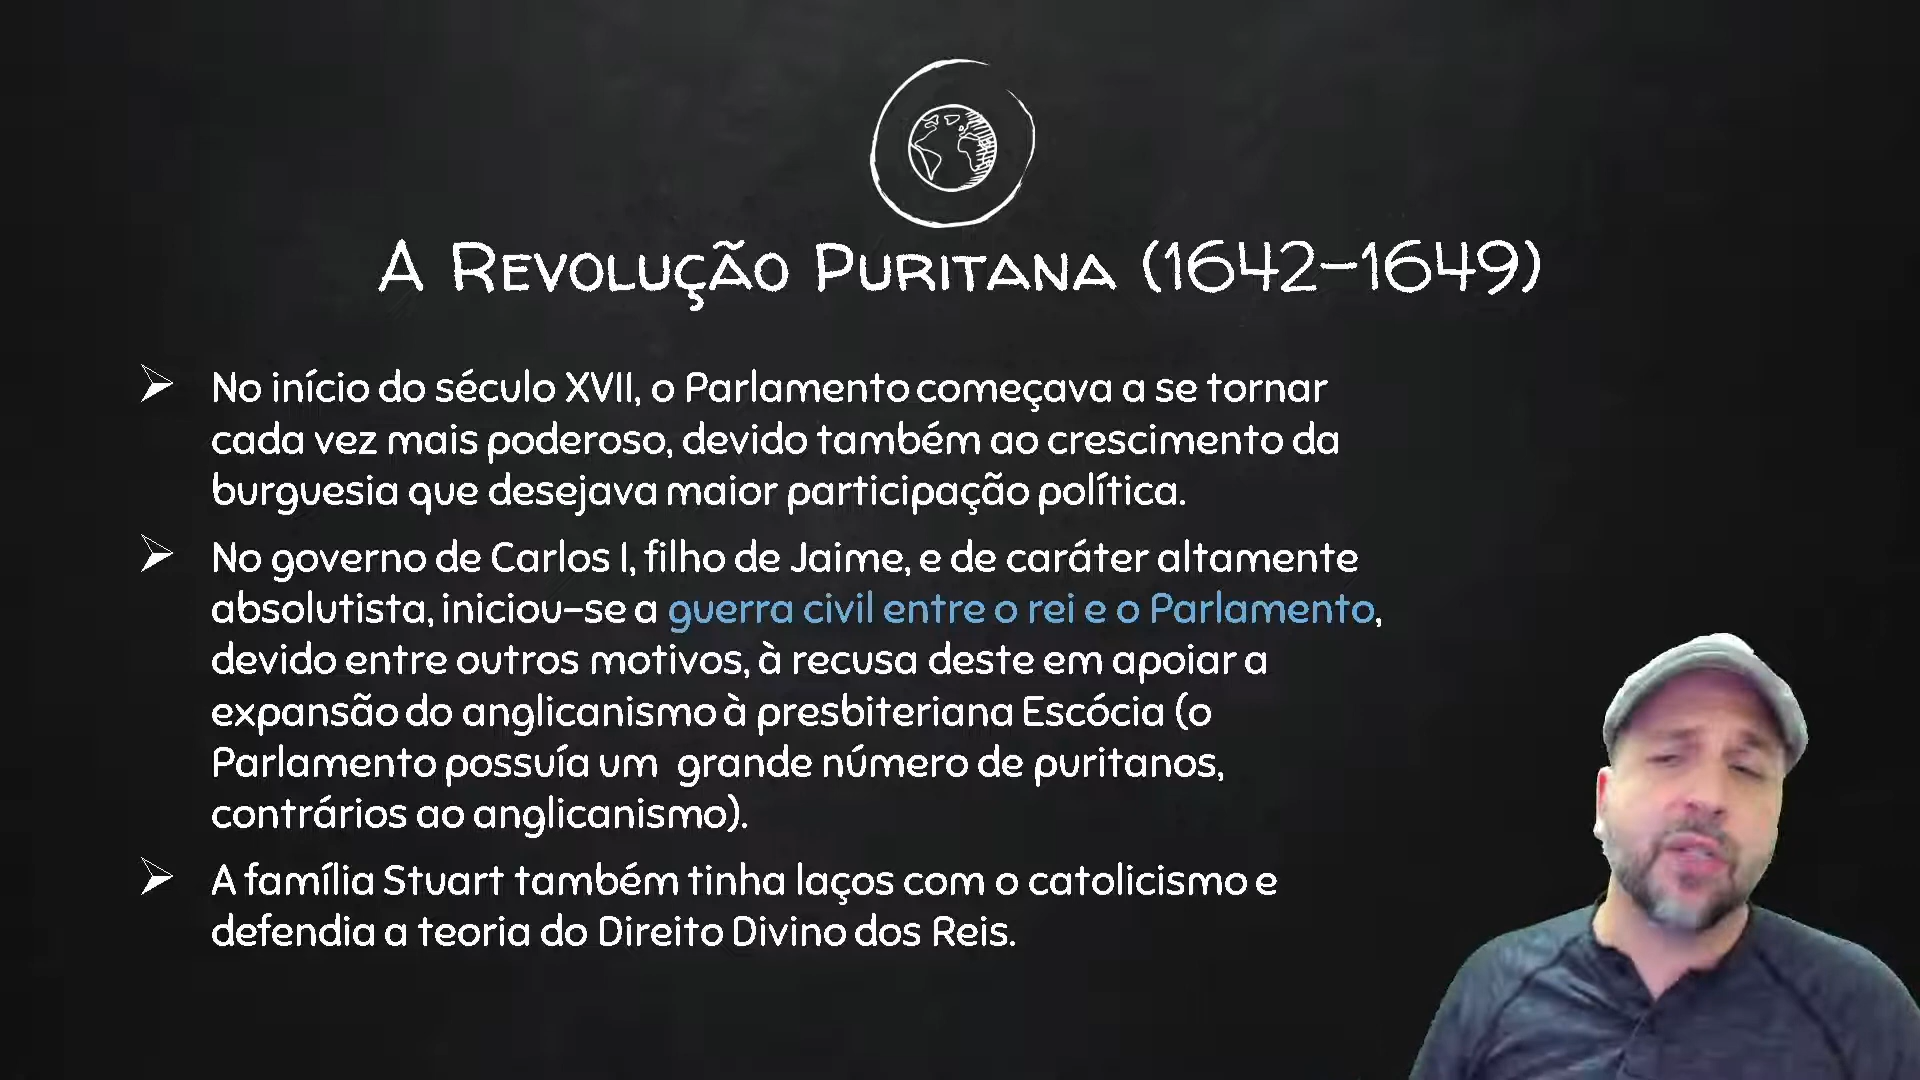 A Revolução Puritana (1642-1649)
No início do século XVII, o Parlamento começava a se tornar
cada vez mais poderoso, devido também ao crescimento da
burguesia que desejava maior participação política.
No governo de Carlos I, filho de Jaime, e de caráter altamente
absolutista, iniciou-se a guerra civil entre o rei e o Parlamento,
devido entre outros motivos, à recusa deste em apoiar a
expansão do anglicanismo à presbiteriana Escócia (o
Parlamento possuía um grande número de puritanos,
contrários ao anglicanismo).
A família Stuart também tinha laços com o catolicismo e
defendia a teoria do Direito Divino dos Reis.